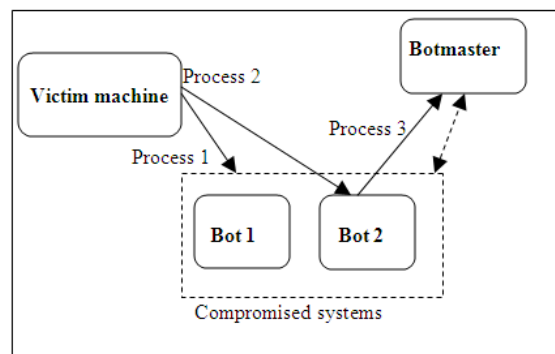 Botmaster
Victim machine
Process 2
Process 3
Process 1
Bot 1
Bot 2
Compromised systems